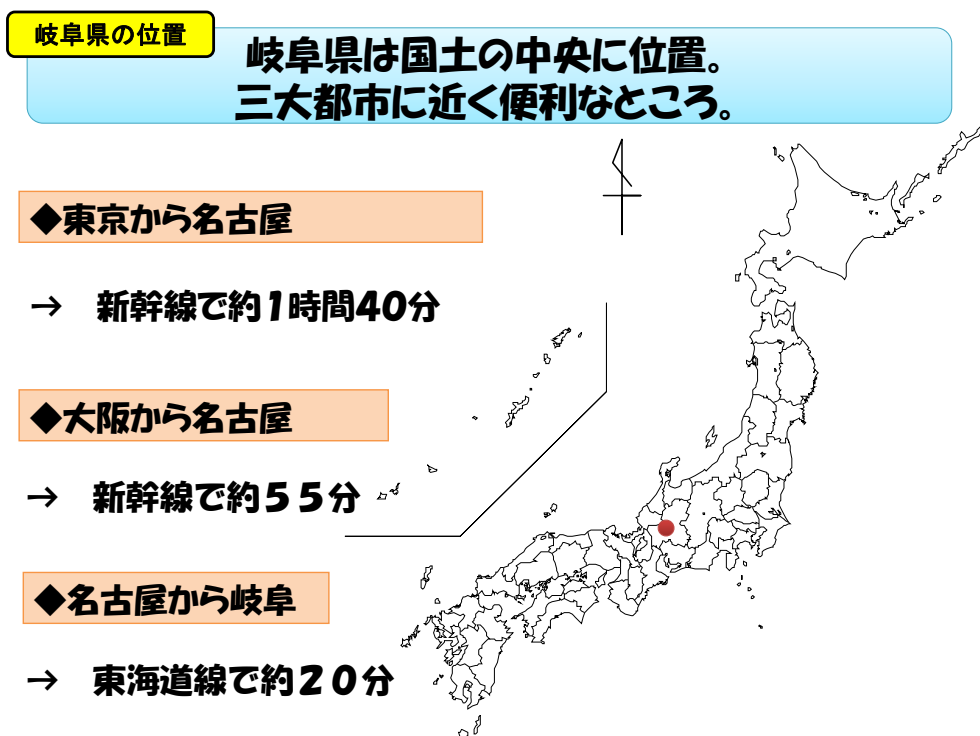 岐阜県の位置
岐阜県は国土の中央に位置。
三大都市に近く便利なところ。
◆東京から名古屋
→　新幹線で約1時間40分
◆大阪から名古屋
→　新幹線で約５５分
◆名古屋から岐阜
→　東海道線で約２０分